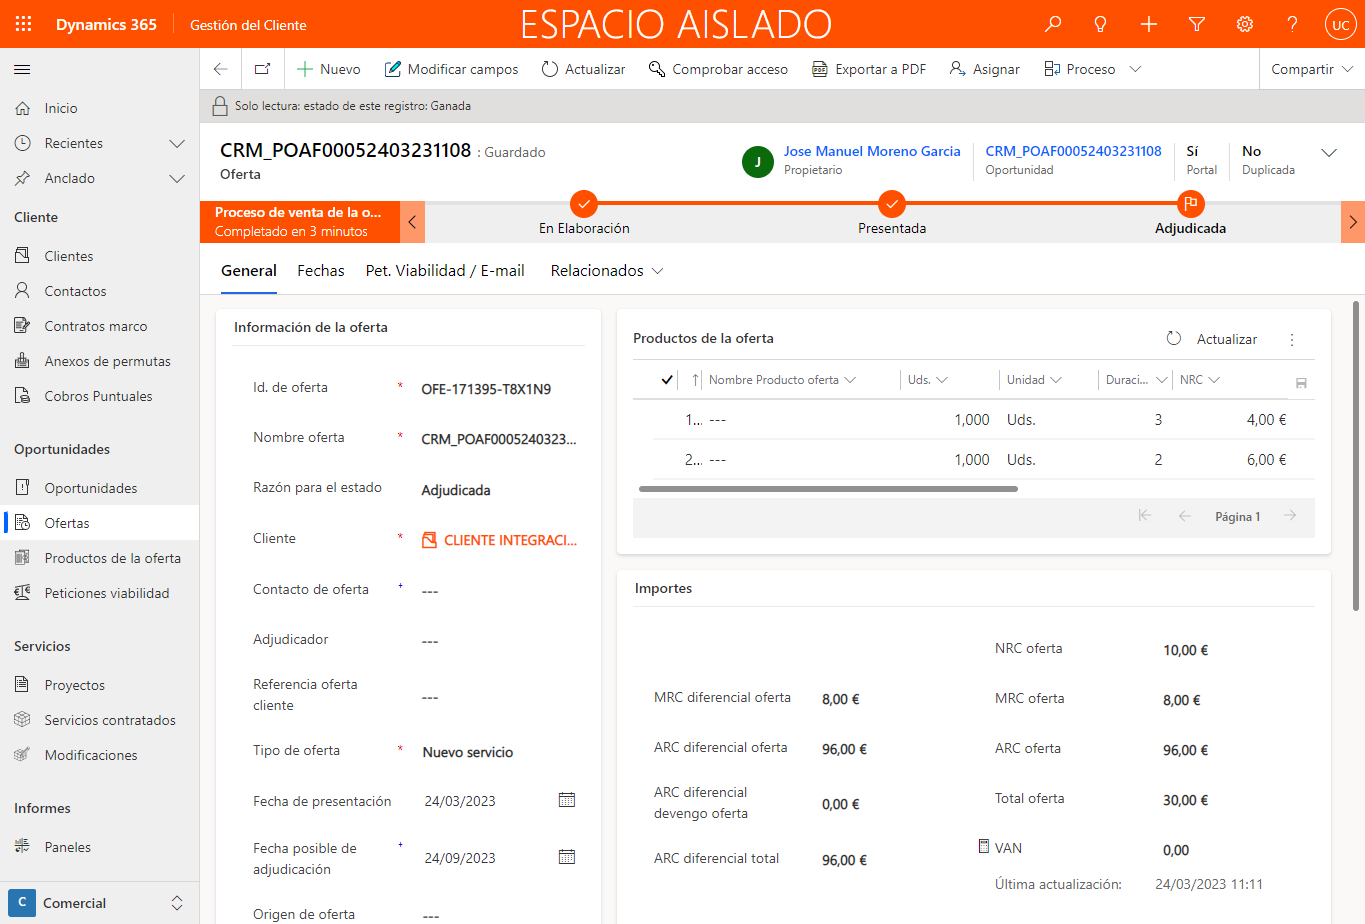 Dynamics 365
Gestión del Cliente
ESPACIO AISLADO
UC
Nuevo
Modificar campos
Actualizar
Comprobar acceso
Exportar a PDF
Asignar
Proceso
Compartir
Solo lectura: estado de este registro: Ganada
Inicio
Recientes
Anclado
Cliente
Clientes
Contactos
Contratos marco
Anexos de permutas
Cobros Puntuales
Oportunidades
Oportunidades
Ofertas
Productos de la oferta
Peticiones viabilidad
Servicios
Proyectos
Servicios contratados
Modificaciones
Informes
Paneles
C Comercial
CRM_POAF00052403231108 : Guardado
Oferta
J
Jose Manuel Moreno Garcia
Propietario
CRM_POAF00052403231108
Oportunidad
Sí
Portal
No
Duplicada
Proceso de venta de la o...
Completado en 3 minutos
En Elaboración
Presentada
Adjudicada
General
Fechas
Pet. Viabilidad / E-mail
Relacionados
Información de la oferta
Id. de oferta * OFE-171395-T8X1N9
Nombre oferta * CRM_POAF0005240323...
Razón para el estado Adjudicada
Cliente * CLIENTE INTEGRACI...
Contacto de oferta + ---
Adjudicador ---
Referencia oferta
cliente ---
Tipo de oferta * Nuevo servicio
Fecha de presentación 24/03/2023
Fecha posible de
adjudicación + 24/09/2023
Origen de oferta ---
Productos de la oferta
Actualizar
Nombre Producto oferta Uds. Unidad Duraci... NRC
1... --- 1,000 Uds. 3 4,00 €
2... --- 1,000 Uds. 2 6,00 €
Página 1
Importes
NRC oferta 10,00 €
MRC diferencial oferta 8,00 € MRC oferta 8,00 €
ARC diferencial oferta 96,00 € ARC oferta 96,00 €
ARC diferencial
devengo oferta 0,00 €
Total oferta 30,00 €
ARC diferencial total 96,00 €
VAN 0,00
Última actualización: 24/03/2023 11:11